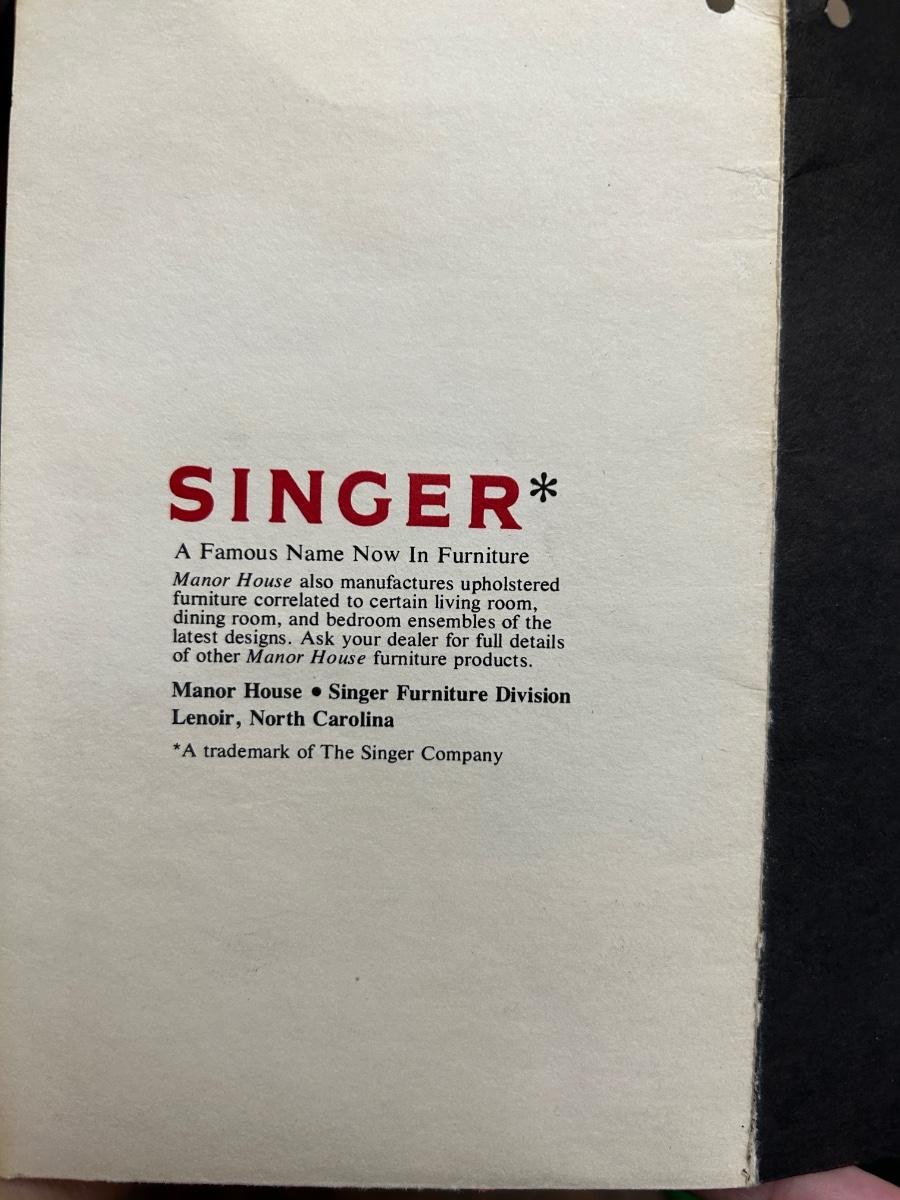 SINGER*
A Famous Name Now In Furniture
Manor House also manufactures upholstered
furniture correlated to certain living room,
dining room, and bedroom ensembles of the
latest designs. Ask your dealer for full details
of other Manor House furniture products.
Manor House • Singer Furniture Division
Lenoir, North Carolina
*A trademark of The Singer Company